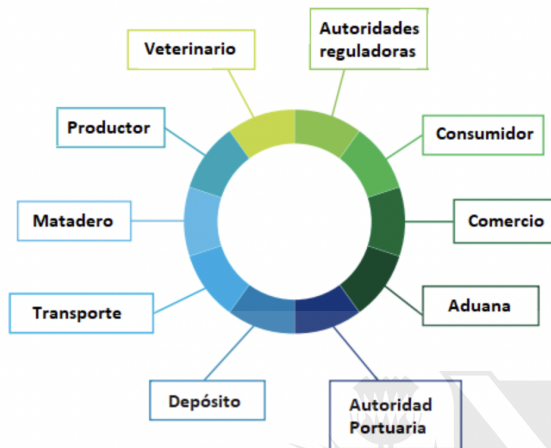 Autoridades
reguladoras
Veterinario
Productor
Consumidor
Matadero
Comercio
Transporte
Aduana
Depósito
Autoridad
Portuaria